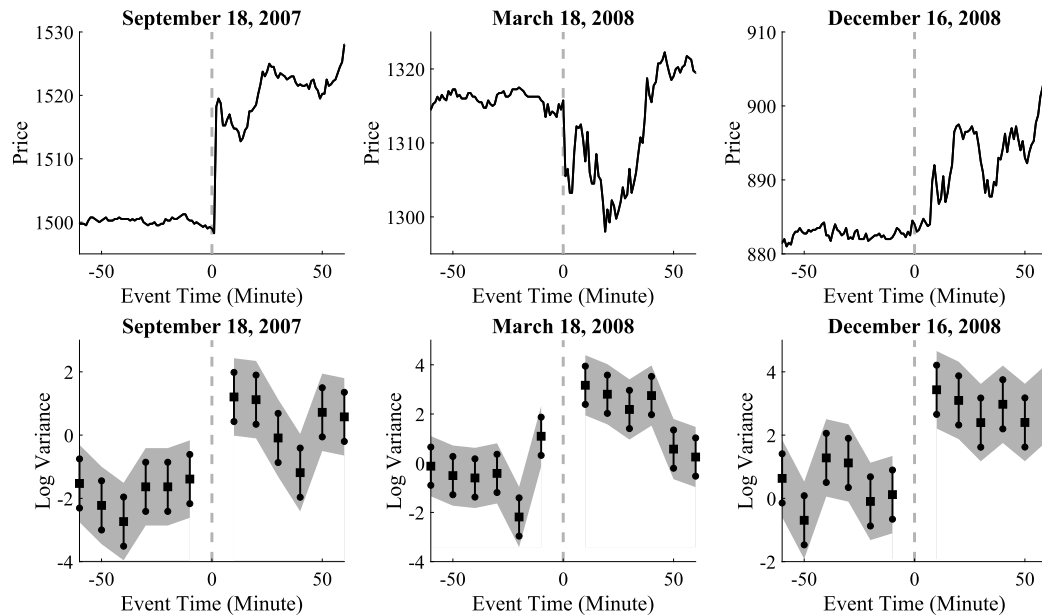 September 18, 2007
March 18, 2008
December 16, 2008
1530
1520
1510
1500
Price
-50
0
50
Event Time (Minute)
1320
1310
1300
Price
-50
0
50
Event Time (Minute)
910
900
890
880
Price
-50
0
50
Event Time (Minute)
September 18, 2007
March 18, 2008
December 16, 2008
2
0
-2
-4
Log Variance
-50
0
50
Event Time (Minute)
4
2
0
-2
-4
Log Variance
-50
0
50
Event Time (Minute)
4
2
0
-2
Log Variance
-50
0
50
Event Time (Minute)